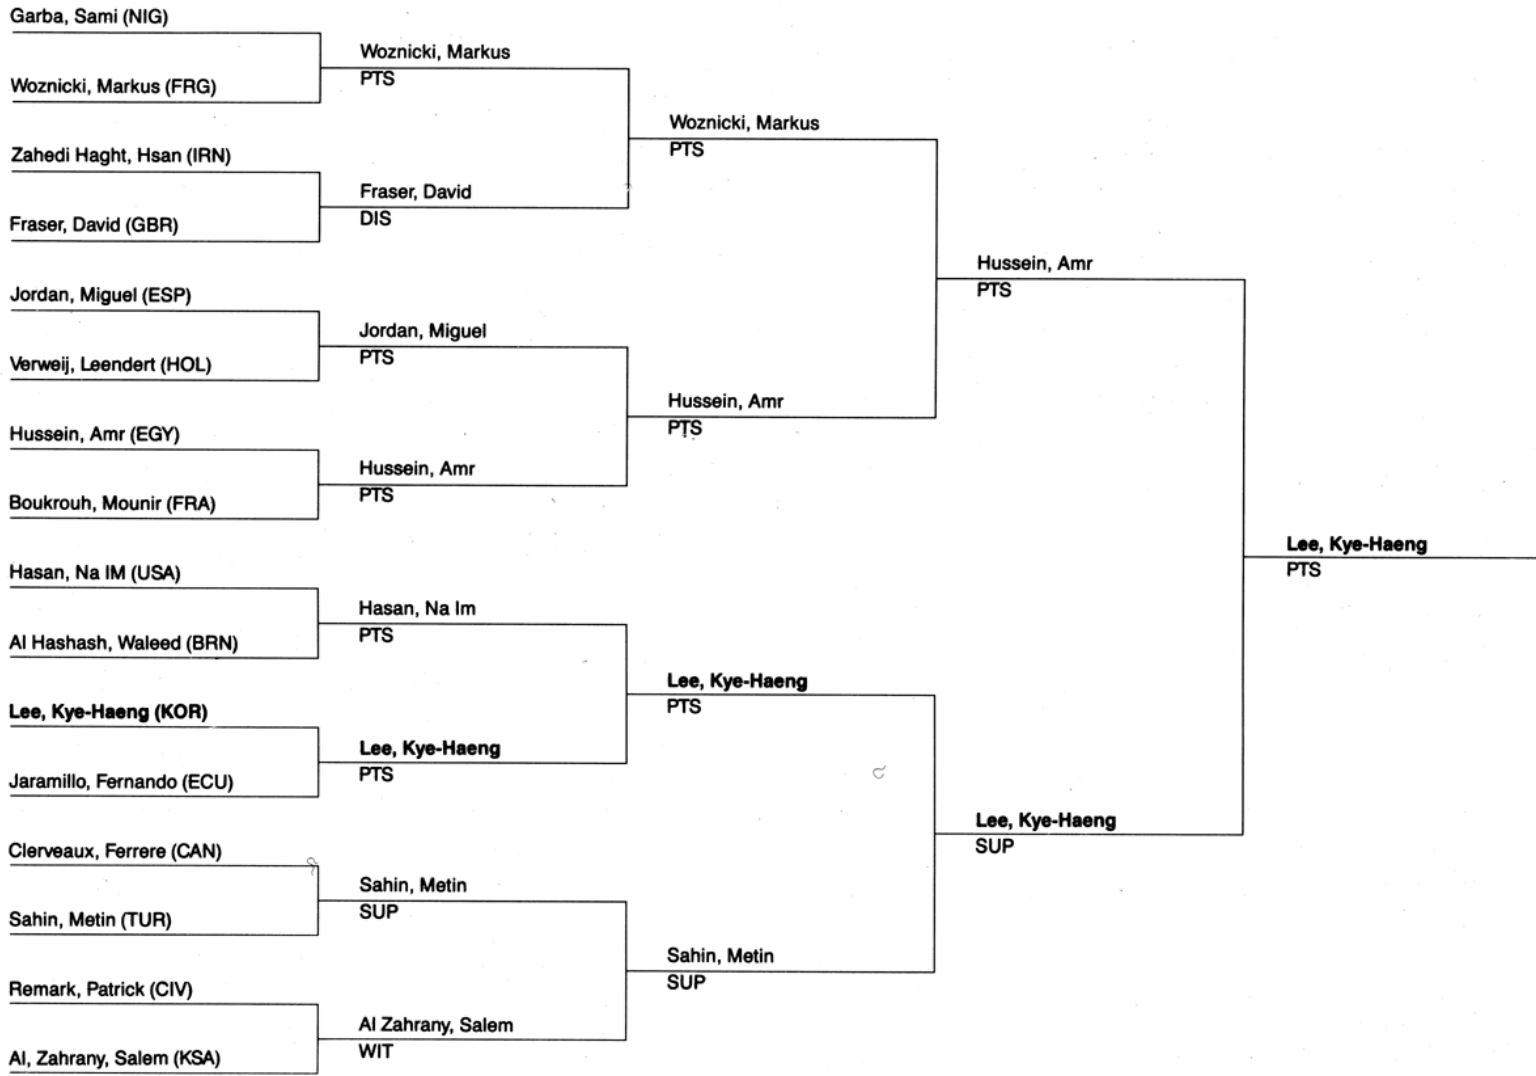 Garba, Sami (NIG)
Woznicki, Markus
PTS
Woznicki, Markus (FRG)
Woznicki, Markus
PTS
Zahedi Haght, Hsan (IRN)
Fraser, David
DIS
Fraser, David (GBR)
Hussein, Amr
PTS
Jordan, Miguel (ESP)
Jordan, Miguel
PTS
Verweij, Leendert (HOL)
Hussein, Amr
PTS
Hussein, Amr (EGY)
Hussein, Amr
PTS
Boukrouh, Mounir (FRA)
Lee, Kye-Haeng
PTS
Hasan, Na IM (USA)
Hasan, Na Im
PTS
Al Hashash, Waleed (BRN)
Lee, Kye-Haeng
PTS
Lee, Kye-Haeng (KOR)
Lee, Kye-Haeng
PTS
Jaramillo, Fernando (ECU)
Lee, Kye-Haeng
SUP
Clerveaux, Ferrere (CAN)
Sahin, Metin
SUP
Sahin, Metin (TUR)
Sahin, Metin
SUP
Remark, Patrick (CIV)
Al Zahrany, Salem
WIT
Al, Zahrany, Salem (KSA)